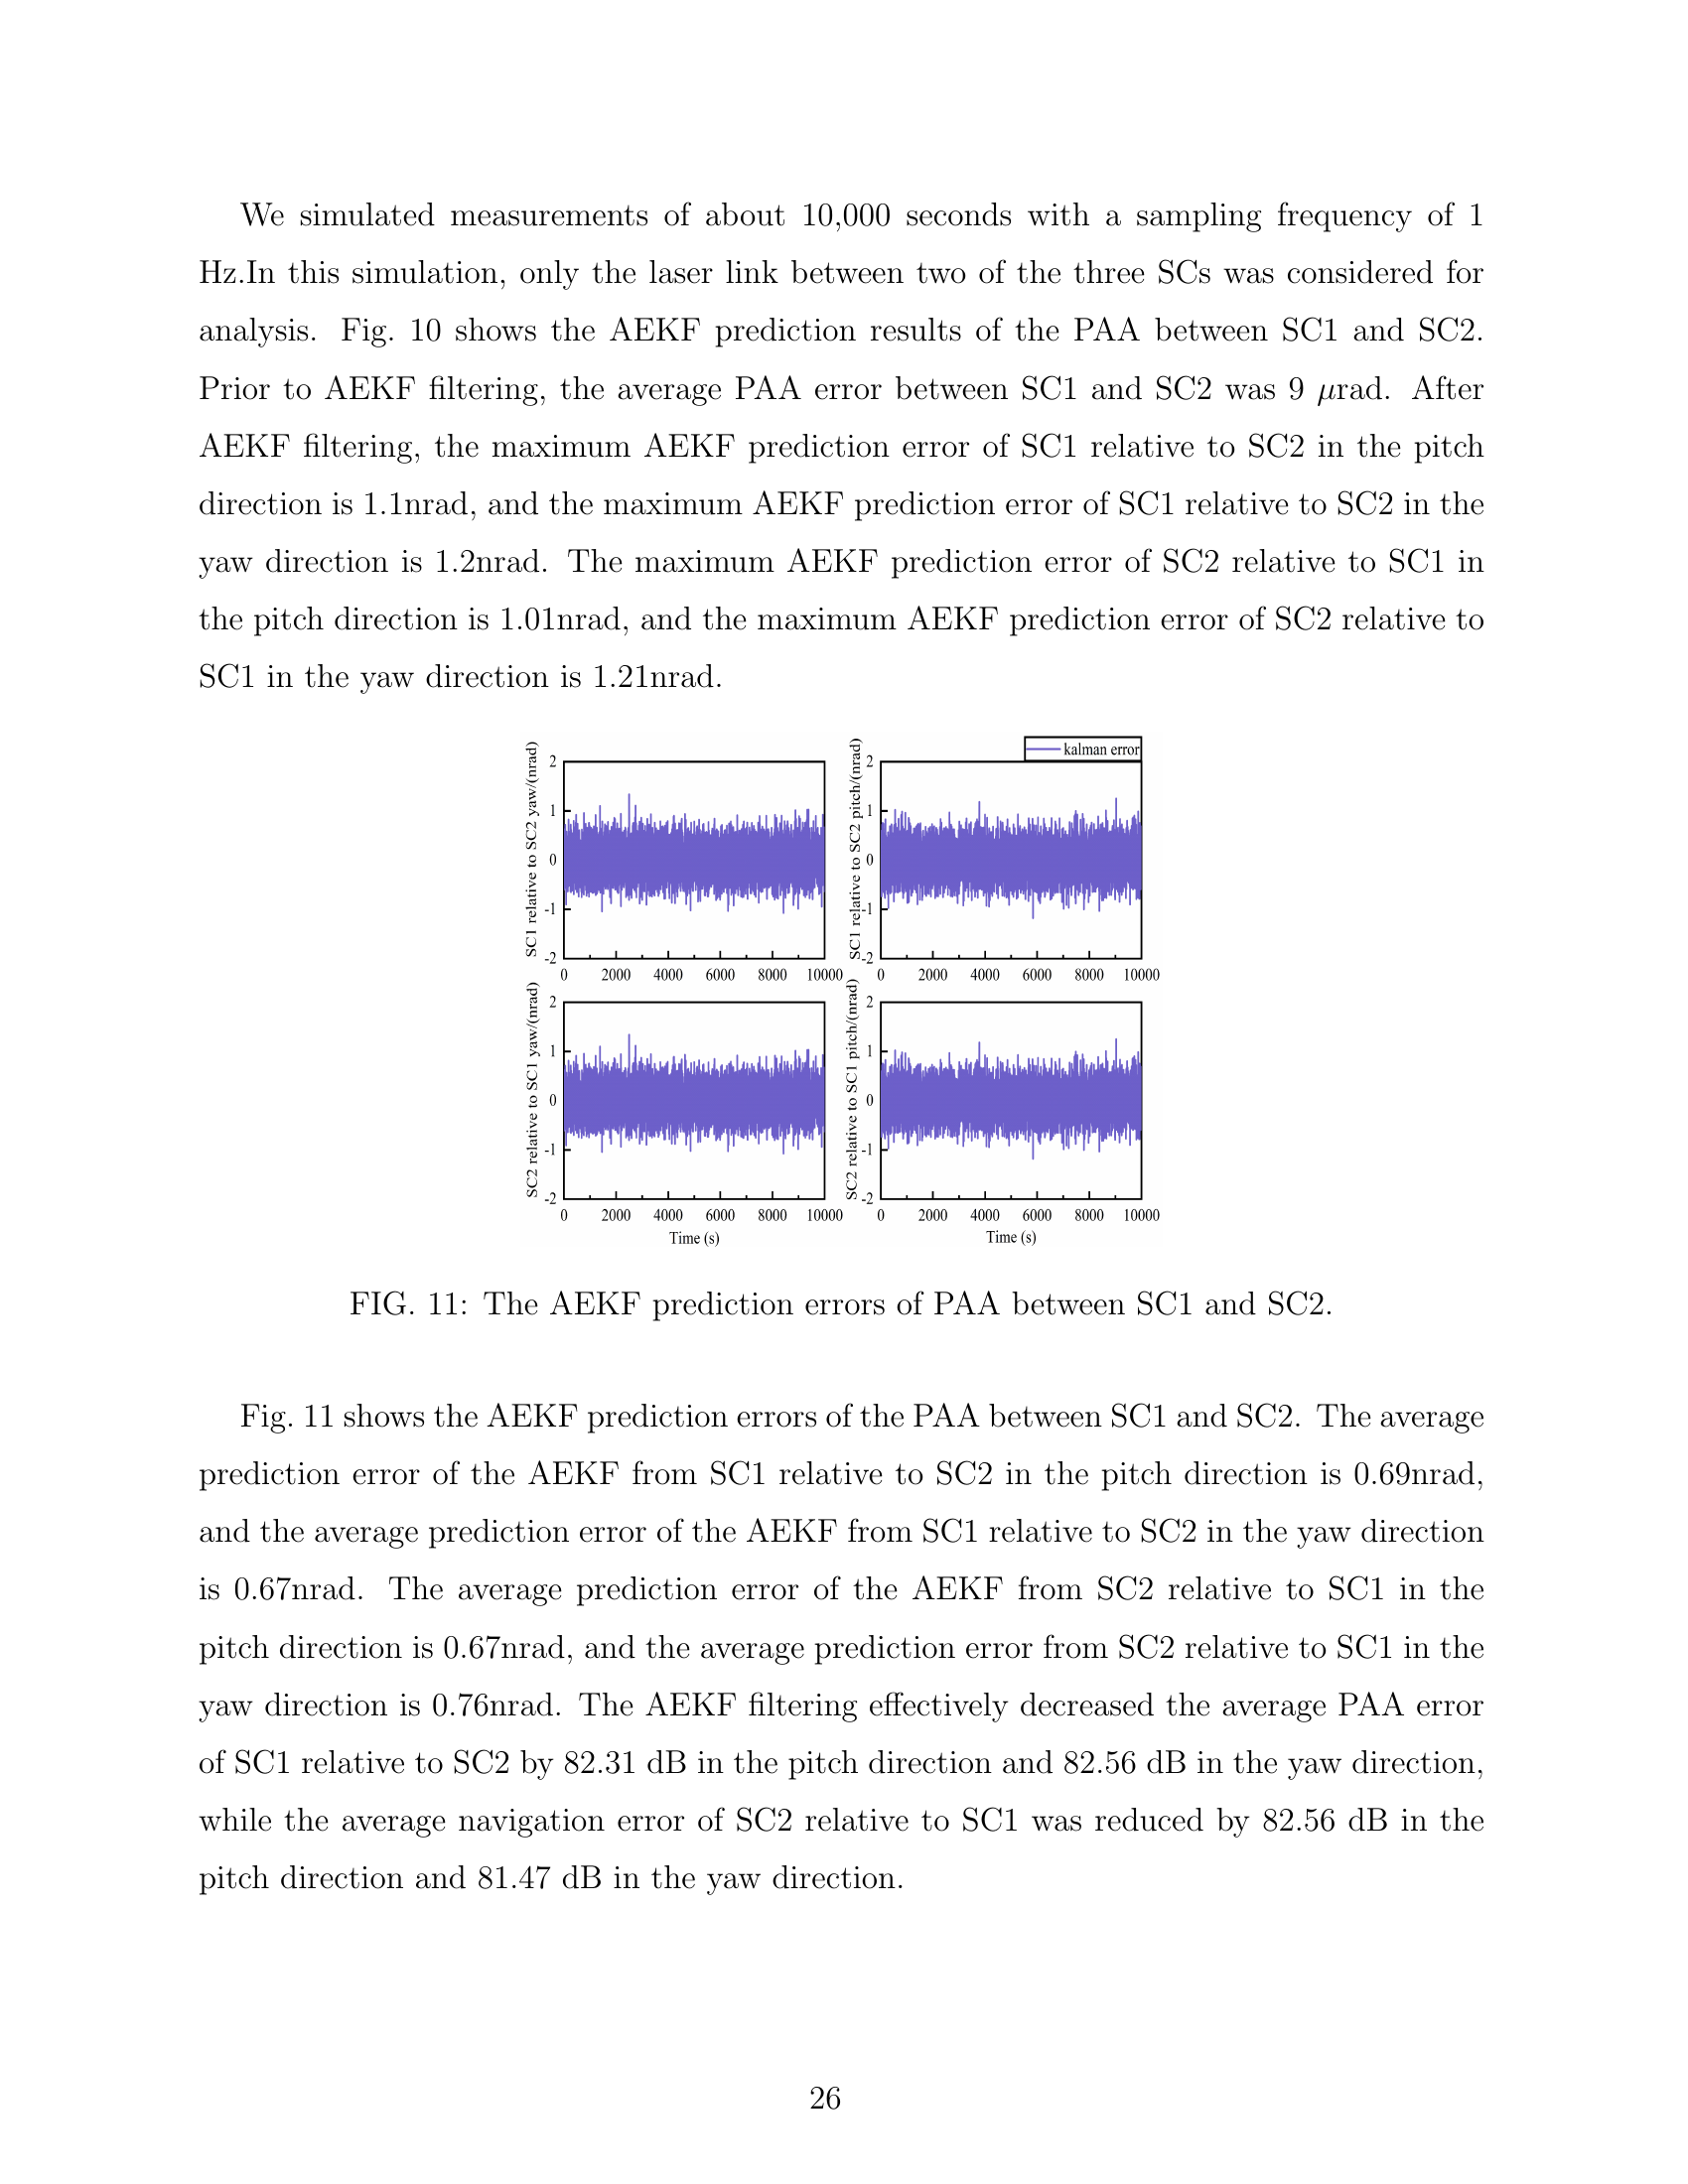 We simulated measurements of about 10,000 seconds with a sampling frequency of 1
Hz.In this simulation, only the laser link between two of the three SCs was considered for
analysis. Fig. 10 shows the AEKF prediction results of the PAA between SC1 and SC2.
Prior to AEKF filtering, the average PAA error between SC1 and SC2 was 9 μrad. After
AEKF filtering, the maximum AEKF prediction error of SC1 relative to SC2 in the pitch
direction is 1.1nrad, and the maximum AEKF prediction error of SC1 relative to SC2 in the
yaw direction is 1.2nrad. The maximum AEKF prediction error of SC2 relative to SC1 in
the pitch direction is 1.01nrad, and the maximum AEKF prediction error of SC2 relative to
SC1 in the yaw direction is 1.21nrad.
kalman error
SC1 relative to SC2 yaw/(nrad)
2
1
0
-1
-2
0 2000 4000 6000 8000 10000
SC1 relative to SC2 pitch/(nrad)
2
1
0
-1
-2
0 2000 4000 6000 8000 10000
SC2 relative to SC1 yaw/(nrad)
2
1
0
-1
-2
0 2000 4000 6000 8000 10000
Time (s)
SC2 relative to SC1 pitch/(nrad)
2
1
0
-1
-2
0 2000 4000 6000 8000 10000
Time (s)
FIG. 11: The AEKF prediction errors of PAA between SC1 and SC2.
Fig. 11 shows the AEKF prediction errors of the PAA between SC1 and SC2. The average
prediction error of the AEKF from SC1 relative to SC2 in the pitch direction is 0.69nrad,
and the average prediction error of the AEKF from SC1 relative to SC2 in the yaw direction
is 0.67nrad. The average prediction error of the AEKF from SC2 relative to SC1 in the
pitch direction is 0.67nrad, and the average prediction error from SC2 relative to SC1 in the
yaw direction is 0.76nrad. The AEKF filtering effectively decreased the average PAA error
of SC1 relative to SC2 by 82.31 dB in the pitch direction and 82.56 dB in the yaw direction,
while the average navigation error of SC2 relative to SC1 was reduced by 82.56 dB in the
pitch direction and 81.47 dB in the yaw direction.
26